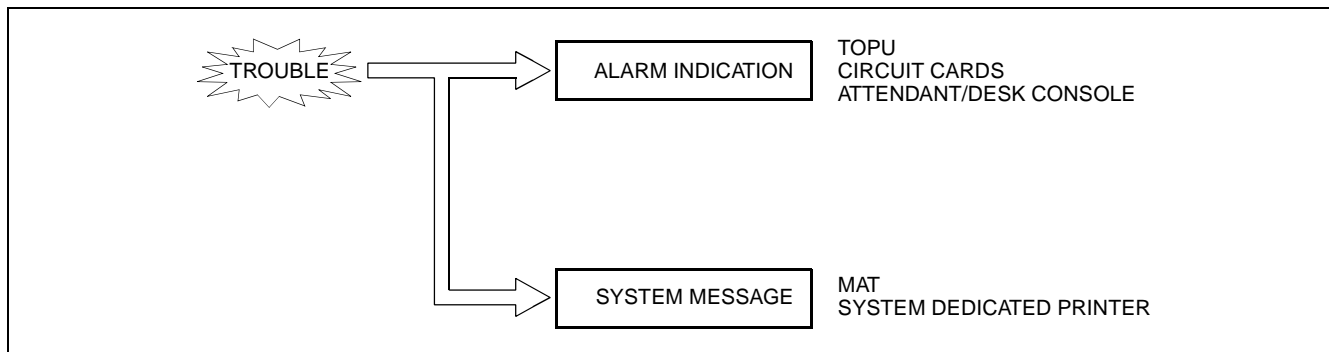 TROUBLE
ALARM INDICATION
TOPU
CIRCUIT CARDS
ATTENDANT/DESK CONSOLE
SYSTEM MESSAGE
MAT
SYSTEM DEDICATED PRINTER